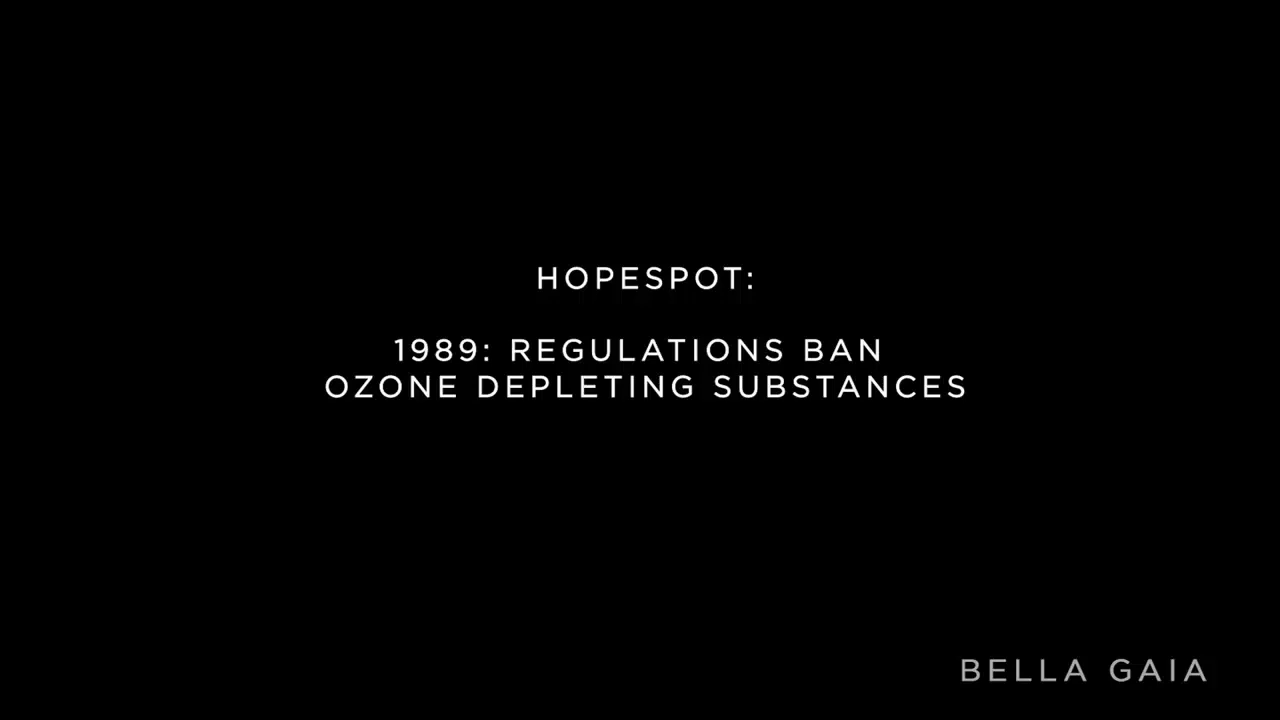 HOPESPOT:
1989: REGULATIONS BAN
OZONE DEPLETING SUBSTANCES
BELLA GAIA